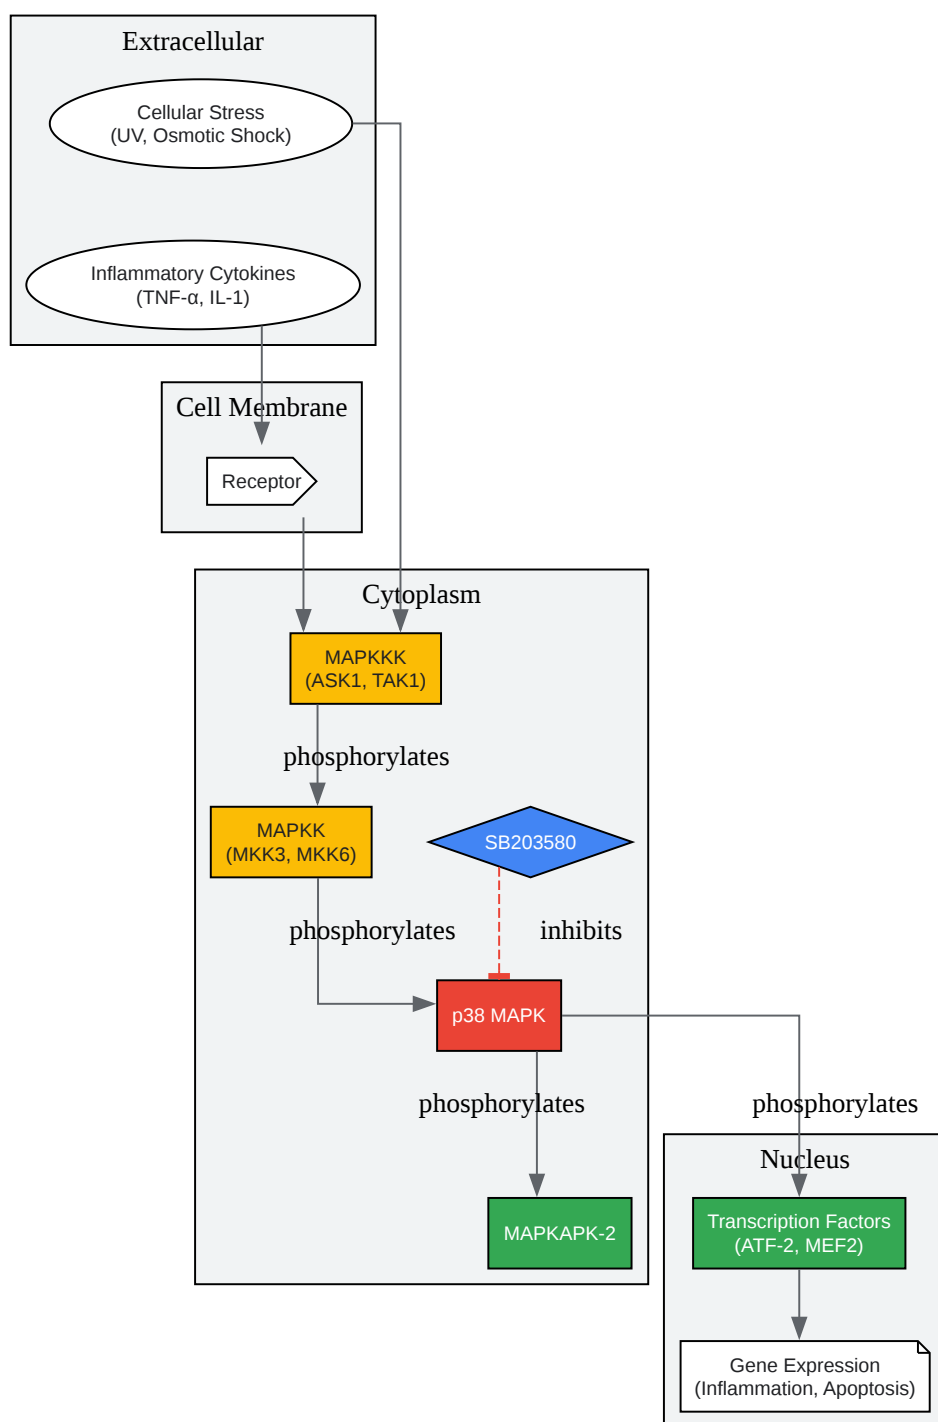 Extracellular
Cellular Stress
(UV, Osmotic Shock)
Inflammatory Cytokines
(TNF-α, IL-1)
Cell Membrane
Receptor
Cytoplasm
MAPKKK
(ASK1, TAK1)
phosphorylates
MAPKK
(MKK3, MKK6)
SB203580
phosphorylates
inhibits
p38 MAPK
phosphorylates
phosphorylates
Nucleus
MAPKAPK-2
Transcription Factors
(ATF-2, MEF2)
Gene Expression
(Inflammation, Apoptosis)